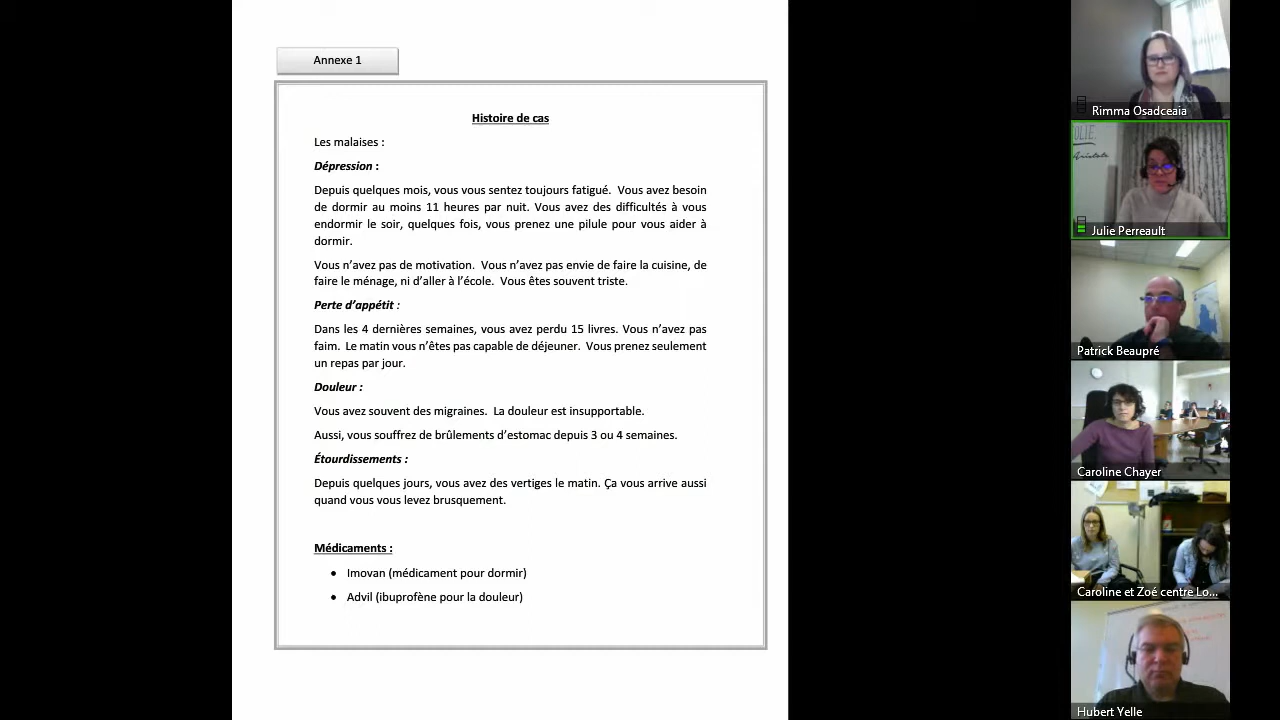 Annexe 1
Histoire de cas
Les malaises :
Dépression :
Depuis quelques mois, vous vous sentez toujours fatigué. Vous avez besoin
de dormir au moins 11 heures par nuit. Vous avez des difficultés à vous
endormir le soir, quelques fois, vous prenez une pilule pour vous aider à
dormir.
Vous n'avez pas de motivation. Vous n'avez pas envie de faire la cuisine, de
faire le ménage, ni d'aller à l'école. Vous êtes souvent triste.
Perte d'appétit :
Dans les 4 dernières semaines, vous avez perdu 15 livres. Vous n'avez pas
faim. Le matin vous n'êtes pas capable de déjeuner. Vous prenez seulement
un repas par jour.
Douleur :
Vous avez souvent des migraines. La douleur est insupportable.
Aussi, vous souffrez de brûlements d'estomac depuis 3 ou 4 semaines.
Étourdissements :
Depuis quelques jours, vous avez des vertiges le matin. Ça vous arrive aussi
quand vous vous levez brusquement.
Médicaments :
• Imovan (médicament pour dormir)
• Advil (ibuprofène pour la douleur)
Rimma Osadceaia
OLIE.
Aristote
Julie Perreault
Patrick Beaupré
Caroline Chayer
Caroline et Zoé centre Lo...
Hubert Yelle